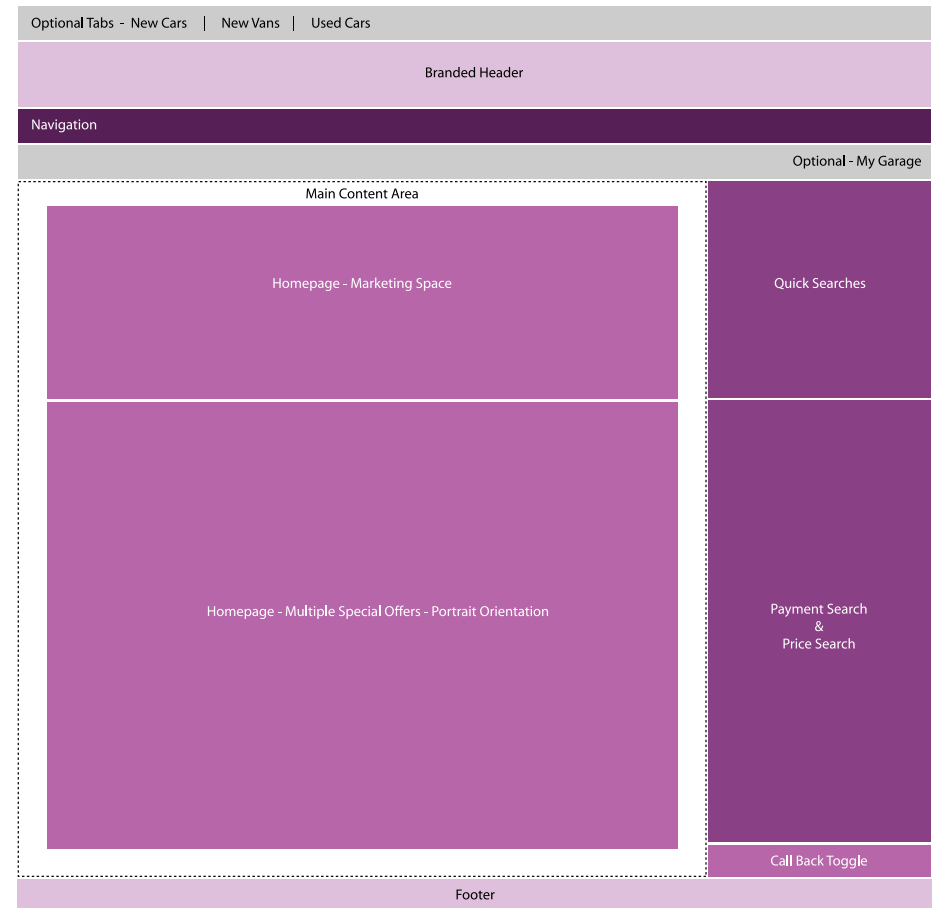 Optional Tabs - New Cars | New Vans | Used Cars
Branded Header
Navigation
Optional - My Garage
Main Content Area
Homepage - Marketing Space
Quick Searches
Homepage - Multiple Special Offers - Portrait Orientation
Payment Search
&
Price Search
Call Back Toggle
Footer